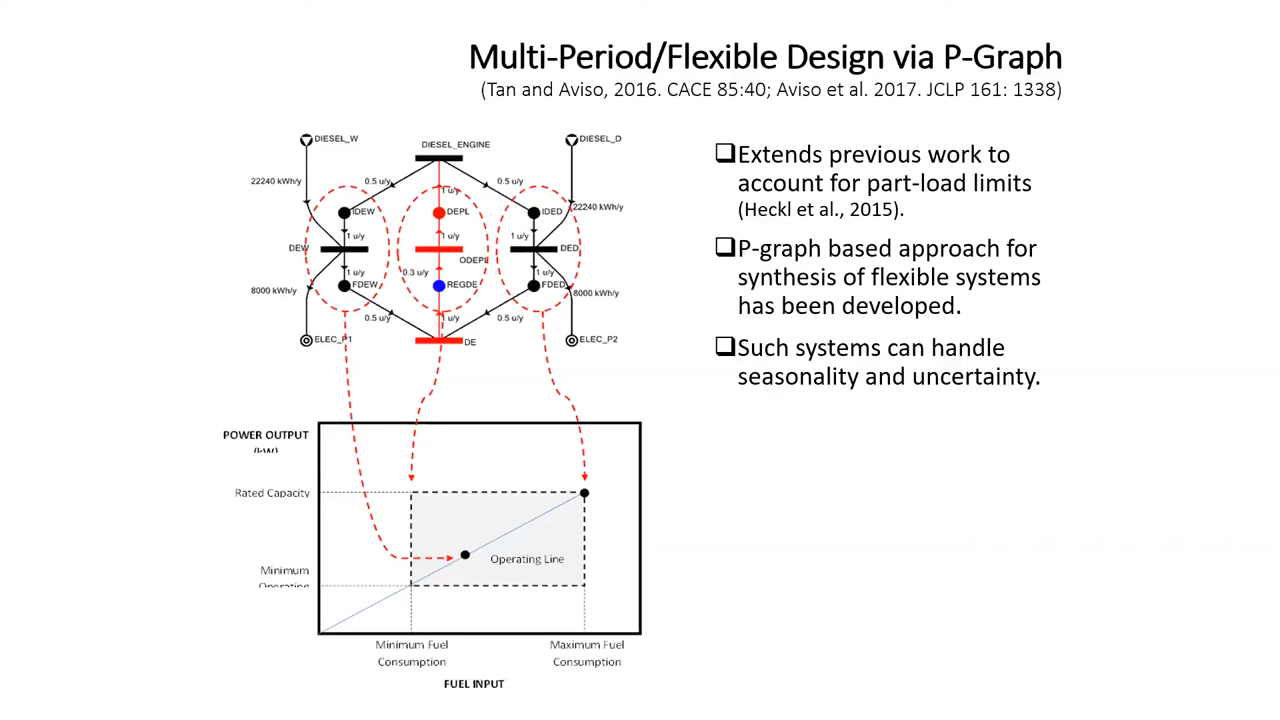 Multi-Period/Flexible Design via P-Graph
(Tan and Aviso, 2016. CACE 85:40; Aviso et al. 2017. JCLP 161: 1338)
DIESEL_W
DIESEL_ENGINE
DIESEL_D
22240 kWh/y
0.5 u/y
1 u/y
0.5 u/y
22240 kWh/y
IDEW
DEPL
IDED
1 u/y
1 u/y
1 u/y
DEW
ODEPL
DED
1 u/y
0.3 u/y
1 u/y
8000 kWh/y
FDEW
REGDE
FDED
8000 kWh/y
0.5 u/y
1 u/y
0.5 u/y
ELEC_P1
DE
ELEC_P2
POWER OUTPUT
(kW)
Rated Capacity
Operating Line
Minimum
Operating
Minimum Fuel
Consumption
Maximum Fuel
Consumption
FUEL INPUT
❑Extends previous work to
account for part-load limits
(Heckl et al., 2015).
❑P-graph based approach for
synthesis of flexible systems
has been developed.
❑Such systems can handle
seasonality and uncertainty.